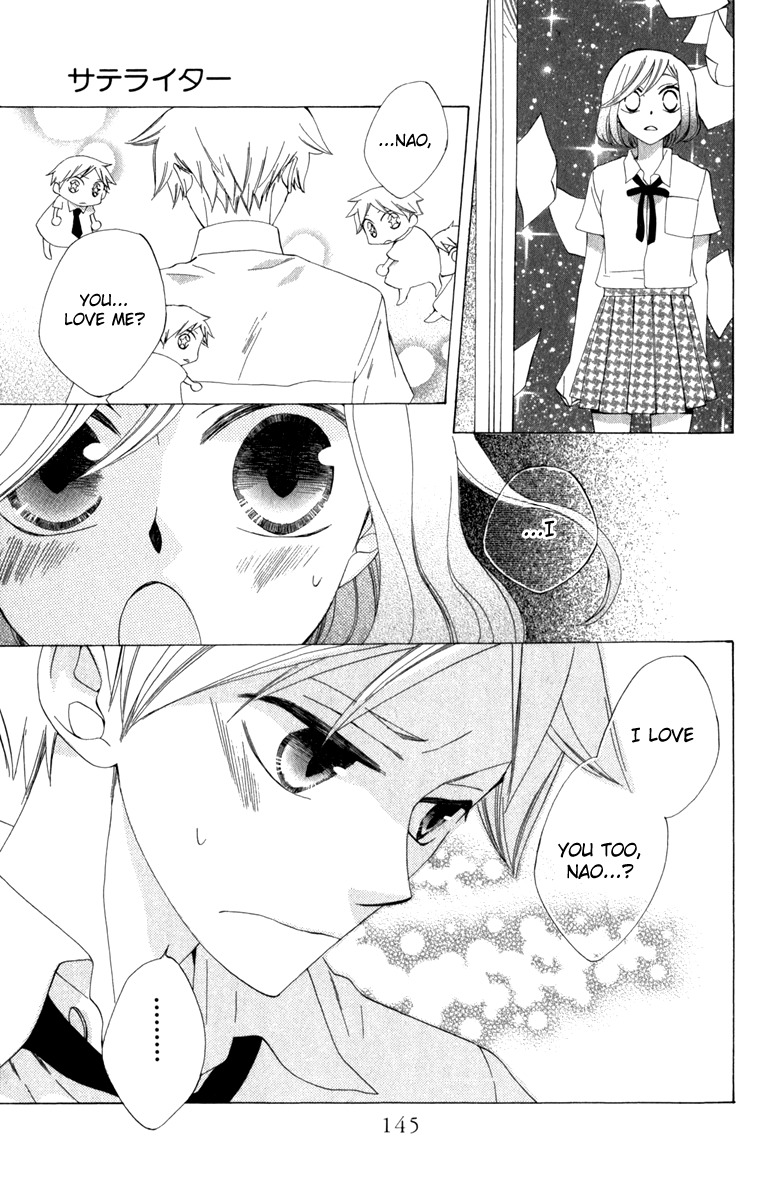 サテライター
...NAO,
YOU...
LOVE ME?
...I
I LOVE
YOU TOO,
NAO...?
.........
145